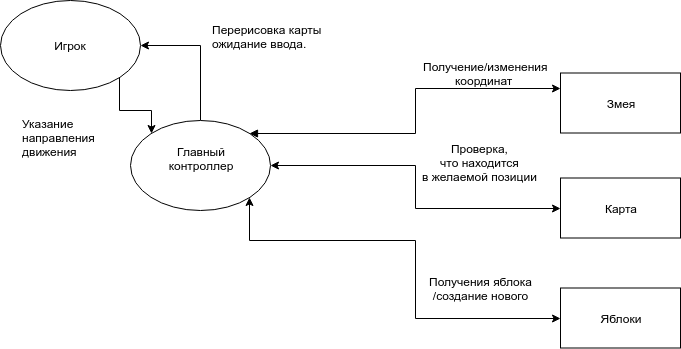 Игрок
Перерисовка карты
ожидание ввода.
Указание
направления
движения
Главный
контроллер
Получение/изменения
координат
Змея
Проверка,
что находится
в желаемой позиции
Карта
Получения яблока
/создание нового
Яблоки